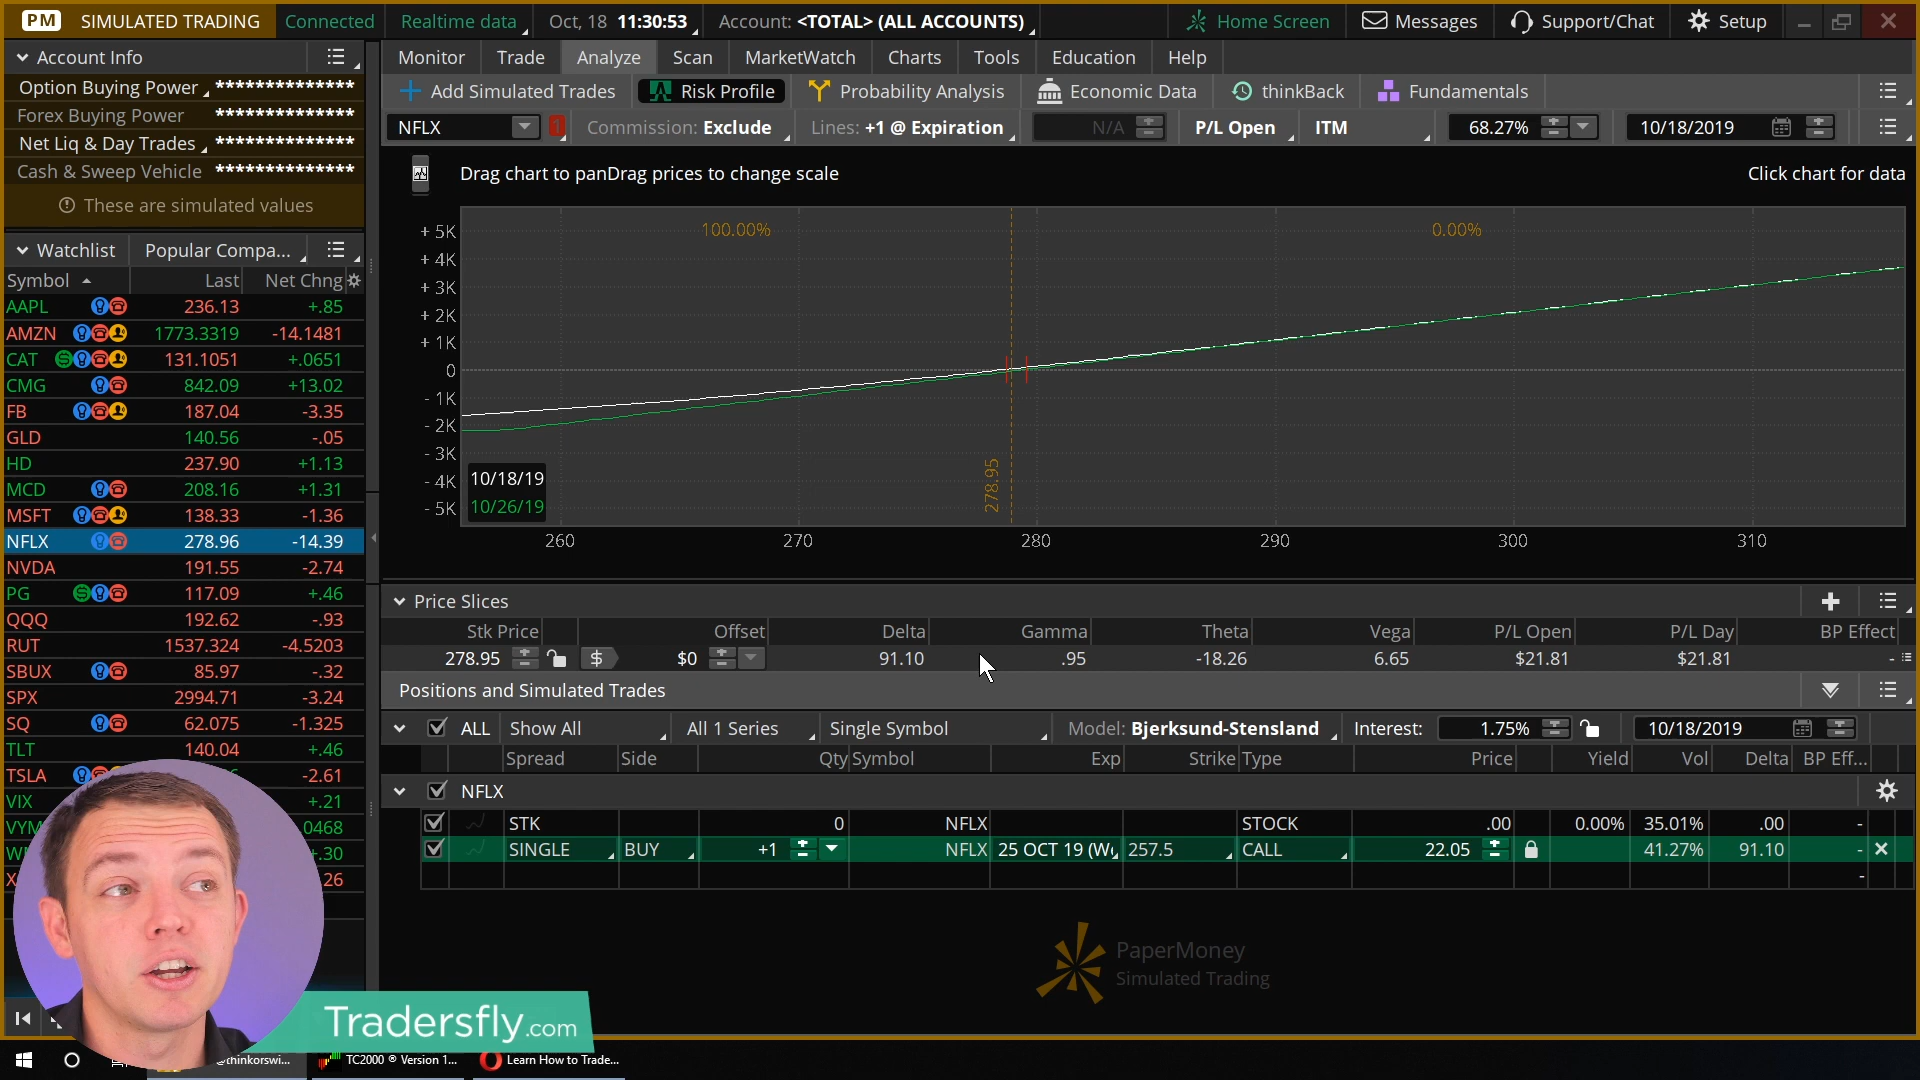 PM SIMULATED TRADING Connected Realtime data Oct, 18 11:30:53 Account: <TOTAL> (ALL ACCOUNTS) Home Screen Messages Support/Chat Setup
Account Info
Option Buying Power **************
Forex Buying Power **************
Net Liq & Day Trades **************
Cash & Sweep Vehicle **************
These are simulated values
Watchlist Popular Compa...
Symbol Last Net Chng
AAPL 236.13 +.85
AMZN 1773.3319 -14.1481
CAT 131.1051 +.0651
CMG 842.09 +13.02
FB 187.04 -3.35
GLD 140.56 -.05
HD 237.90 +1.13
MCD 208.16 +1.31
MSFT 138.33 -1.36
NFLX 278.96 -14.39
NVDA 191.55 -2.74
PG 117.09 +.46
QQQ 192.62 -.93
RUT 1537.324 -4.5203
SBUX 85.97 -.32
SPX 2994.71 -3.24
SQ 62.075 -1.325
TLT 140.04 +.46
TSLA -2.61
VIX +.21
VYM 0468
+.30
26
Monitor Trade Analyze Scan MarketWatch Charts Tools Education Help
Add Simulated Trades Risk Profile Probability Analysis Economic Data thinkBack Fundamentals
NFLX 1 Commission: Exclude Lines: +1 @ Expiration N/A P/L Open ITM 68.27% 10/18/2019
Drag chart to panDrag prices to change scale Click chart for data
100.00% 0.00%
+ 5K
+ 4K
+ 3K
+ 2K
+ 1K
0
- 1K
- 2K
- 3K
- 4K
- 5K
10/18/19
10/26/19
278.95
260 270 280 290 300 310
Price Slices
Stk Price Offset Delta Gamma Theta Vega P/L Open P/L Day BP Effect
278.95 $ $0 91.10 .95 -18.26 6.65 $21.81 $21.81 -
Positions and Simulated Trades
ALL Show All All 1 Series Single Symbol Model: Bjerksund-Stensland Interest: 1.75% 10/18/2019
Spread Side Qty Symbol Exp Strike Type Price Yield Vol Delta BP Eff...
NFLX
STK 0 NFLX STOCK .00 0.00% 35.01% .00 -
SINGLE BUY +1 NFLX 25 OCT 19 257.5 CALL 22.05 41.27% 91.10 -
-
PaperMoney
Simulated Trading
Tradersfly.com
@thinkorswi... TC2000 ® Version 1... Learn How to Trade...